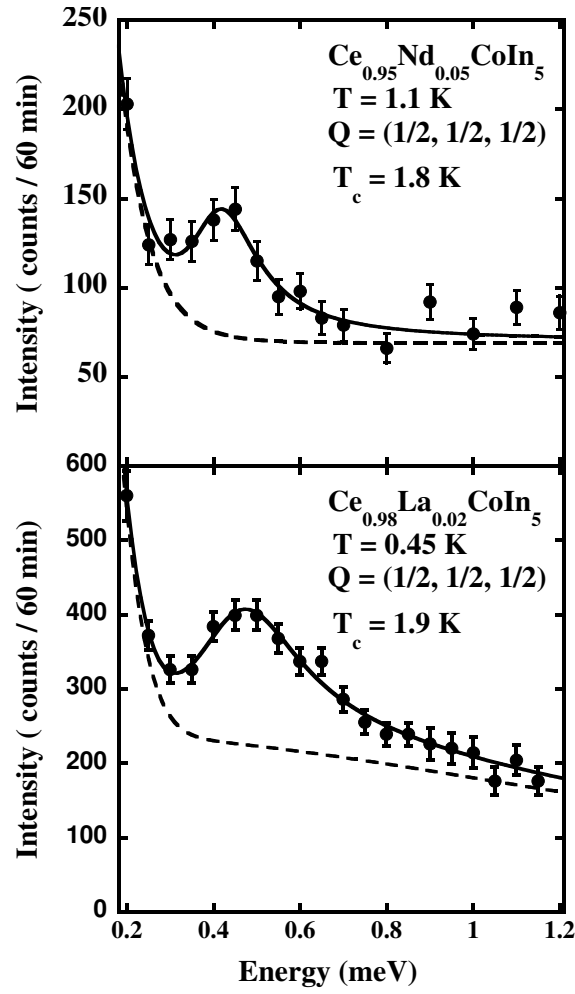 250
200
150
100
50
Intensity ( counts / 60 min)
Ce0.95Nd0.05CoIn5
T = 1.1 K
Q = (1/2, 1/2, 1/2)
Tc = 1.8 K
600
500
400
300
200
100
0
Intensity ( counts / 60 min)
Ce0.98La0.02CoIn5
T = 0.45 K
Q = (1/2, 1/2, 1/2)
Tc = 1.9 K
0.2 0.4 0.6 0.8 1 1.2
Energy (meV)